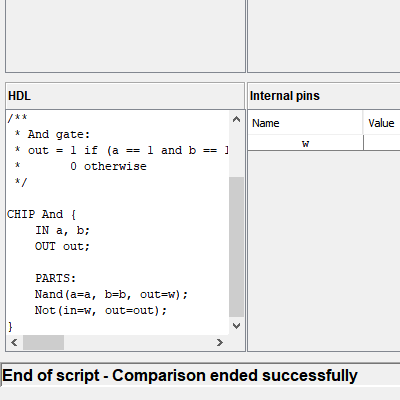 HDL
/**
 * And gate:
 * out = 1 if (a == 1 and b == 1
 *       0 otherwise
 */
CHIP And {
    IN a, b;
    OUT out;
    PARTS:
    Nand(a=a, b=b, out=w);
    Not(in=w, out=out);
}
Internal pins
Name Value
w
End of script - Comparison ended successfully